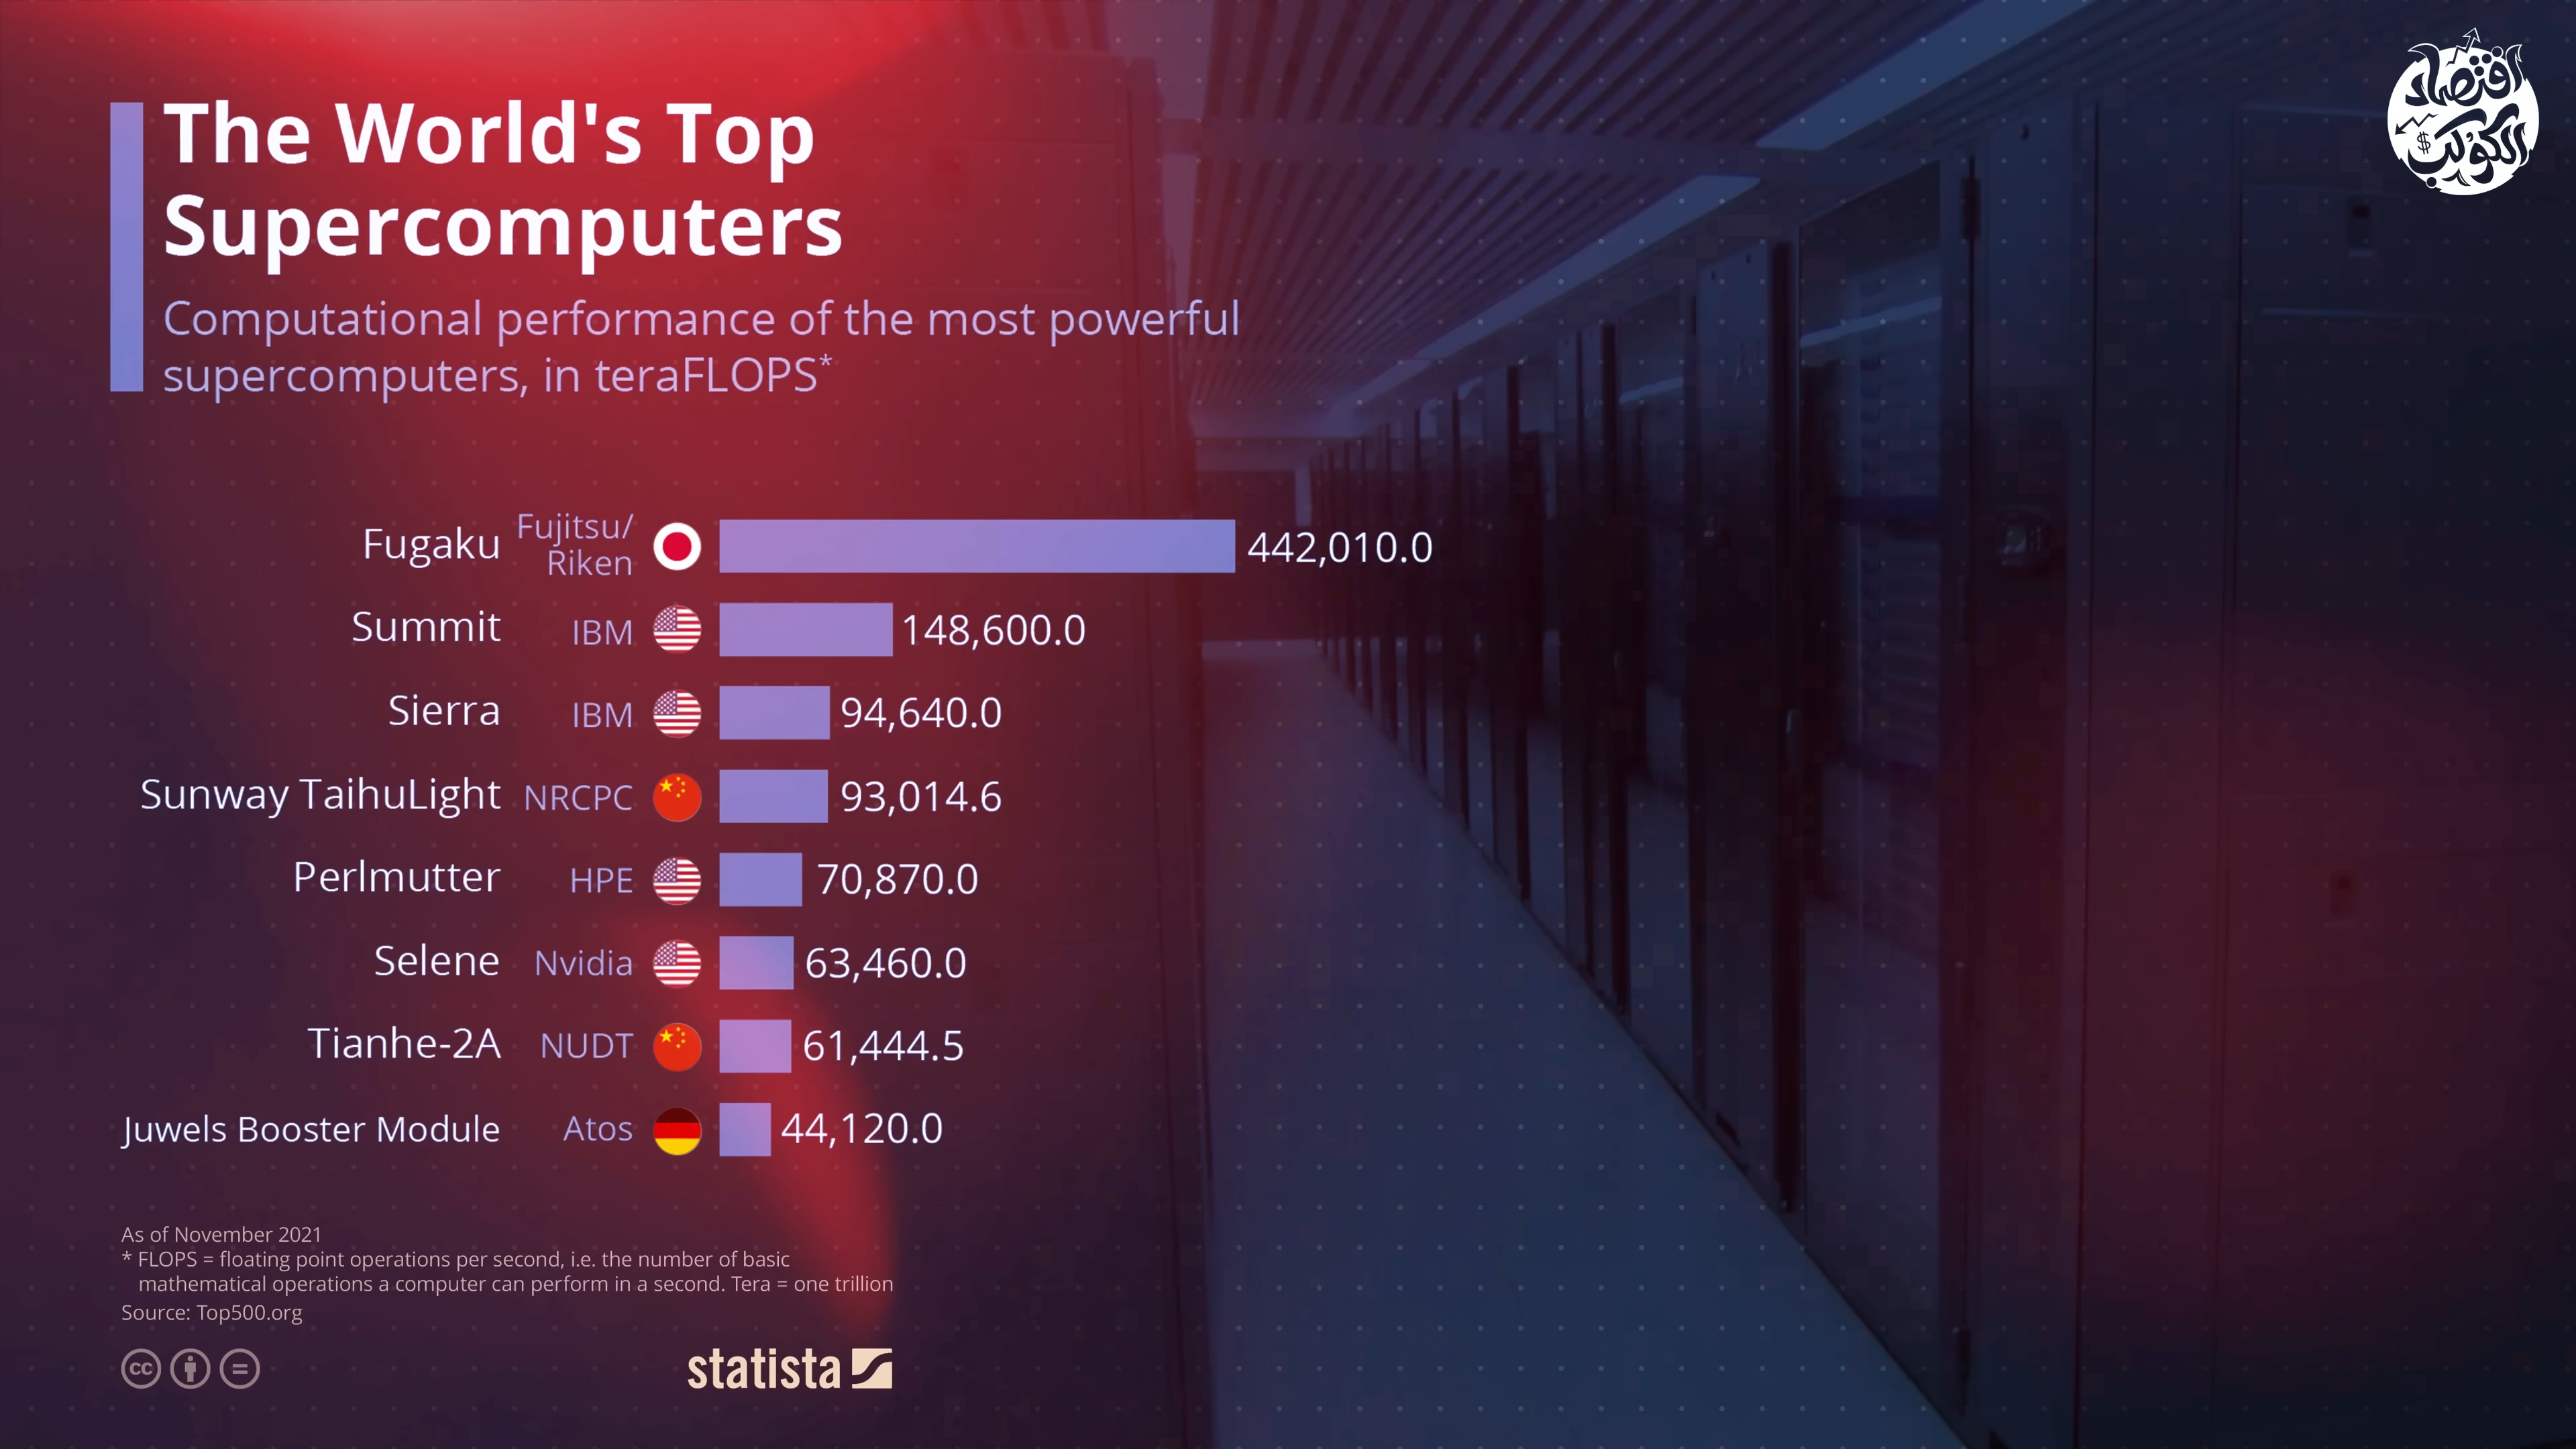 The World's Top
Supercomputers
Computational performance of the most powerful
supercomputers, in teraFLOPS*
Fugaku Fujitsu/
Riken 442,010.0
Summit IBM 148,600.0
Sierra IBM 94,640.0
Sunway TaihuLight NRCPC 93,014.6
Perlmutter HPE 70,870.0
Selene Nvidia 63,460.0
Tianhe-2A NUDT 61,444.5
Juwels Booster Module Atos 44,120.0
As of November 2021
* FLOPS = floating point operations per second, i.e. the number of basic
mathematical operations a computer can perform in a second. Tera = one trillion
Source: Top500.org
cc
statista
اقتصاد
الكوكب
$